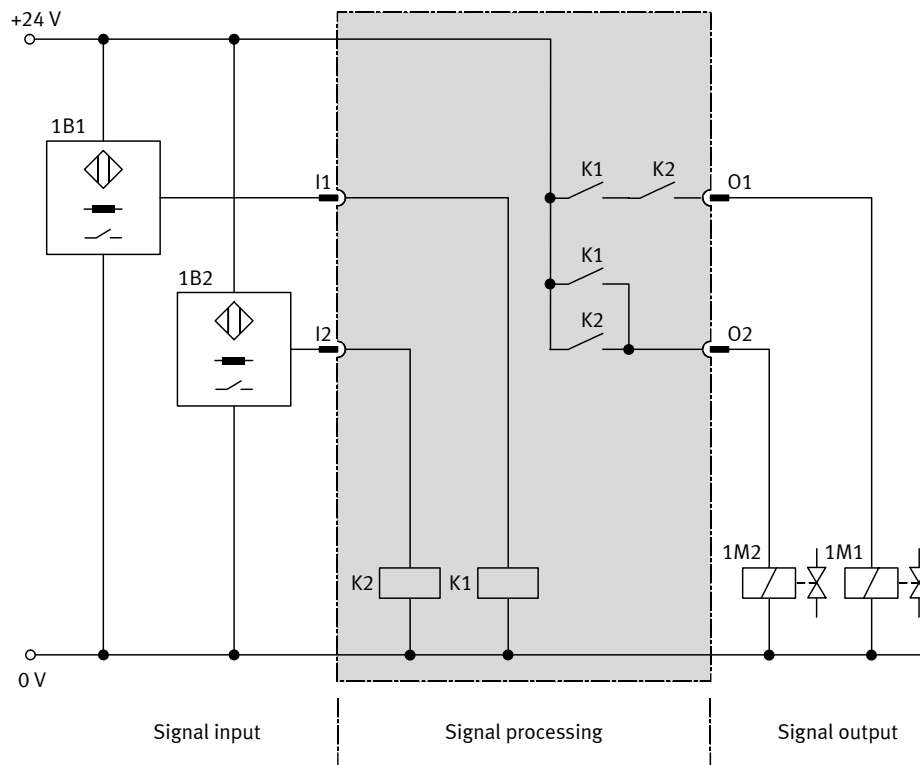 +24 V
1B1
I1
K1
K2
O1
1B2
K1
I2
K2
O2
1M2
1M1
K2
K1
0 V
Signal input
Signal processing
Signal output